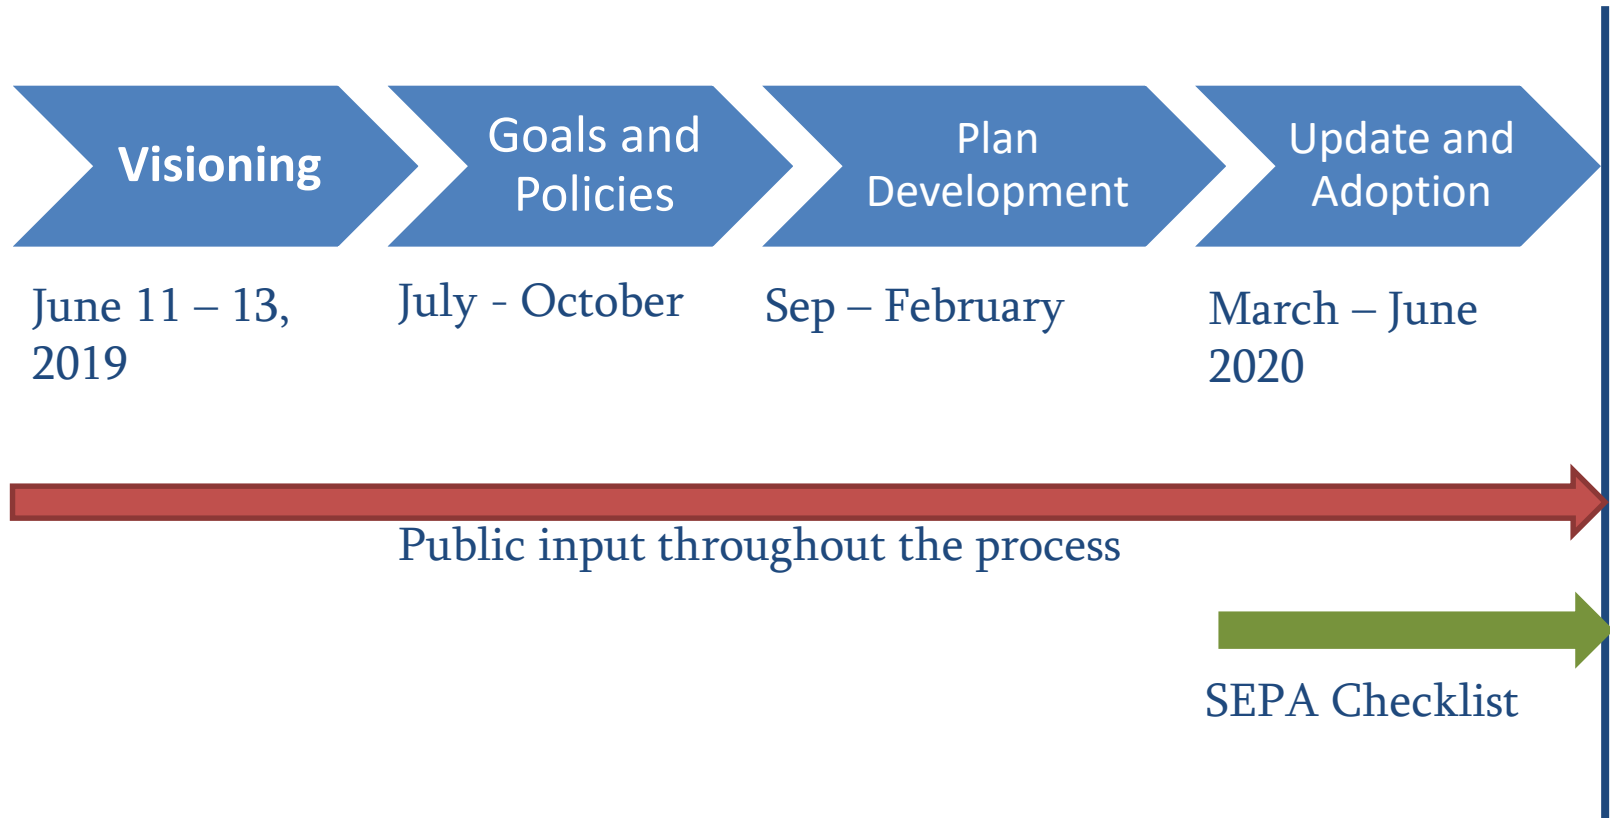 Visioning
Goals and
Policies
Plan
Development
Update and
Adoption
June 11 – 13,
2019
July - October
Sep – February
March – June
2020
Public input throughout the process
SEPA Checklist